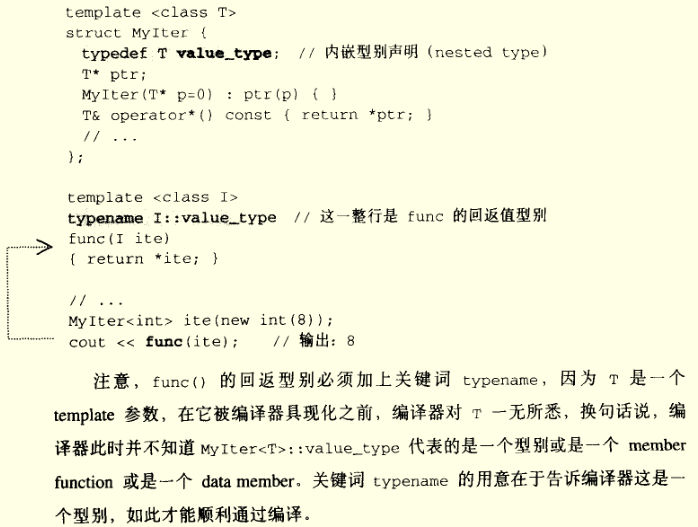 template <class T>
struct MyIter {
typedef T value_type; // 内嵌型别声明 (nested type)
T* ptr;
MyIter(T* p=0) : ptr(p) { }
T& operator*() const { return *ptr; }
// ...
};
template <class I>
typename I::value_type // 这一整行是 func 的回返值型别
func(I ite)
{ return *ite; }
// ...
MyIter<int> ite(new int(8));
cout << func(ite); // 输出：8
注意，func() 的回返型别必须加上关键词 typename，因为 T 是一个
template 参数，在它被编译器具现化之前，编译器对 T 一无所悉，换句话说，编
译器此时并不知道 MyIter<T>::value_type 代表的是一个型别或是一个 member
function 或是一个 data member。关键词 typename 的用意在于告诉编译器这是一
个型别，如此才能顺利通过编译。